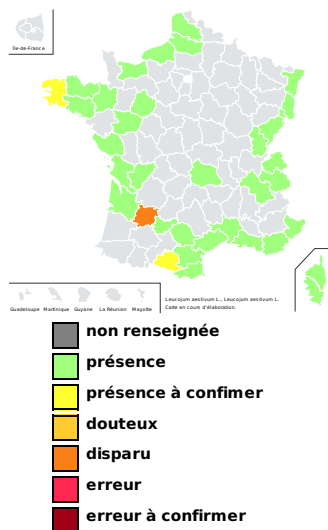 Île-de-France
Guadeloupe Martinique Guyane La Réunion Mayotte
Leucojum aestivum L., Leucojum aestivum L.
Carte en cours d'élaboration.
non renseignée
présence
présence à confimer
douteux
disparu
erreur
erreur à confirmer